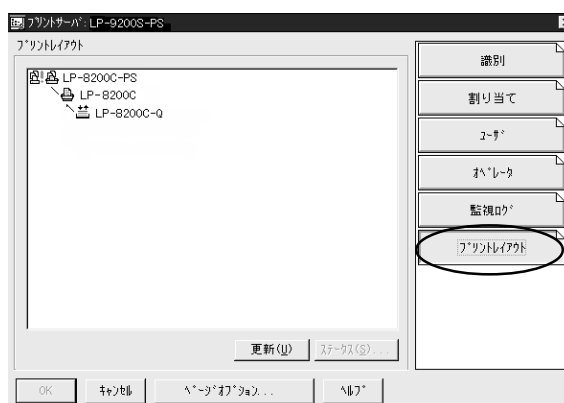 ﾌﾟﾘﾝﾄｻｰﾊﾞ: LP-9200S-PS
ﾌﾟﾘﾝﾄﾚｲｱｳﾄ
LP-8200C-PS
LP-8200C
LP-8200C-Q
更新(U)
ｽﾃｰﾀｽ(S)...
識別
割り当て
ﾕｰｻﾞ
ｵﾍﾟﾚｰﾀ
監視ﾛｸﾞ
ﾌﾟﾘﾝﾄﾚｲｱｳﾄ
OK
ｷｬﾝｾﾙ
ﾍﾟｰｼﾞｵﾌﾟｼｮﾝ...
ﾍﾙﾌﾟ